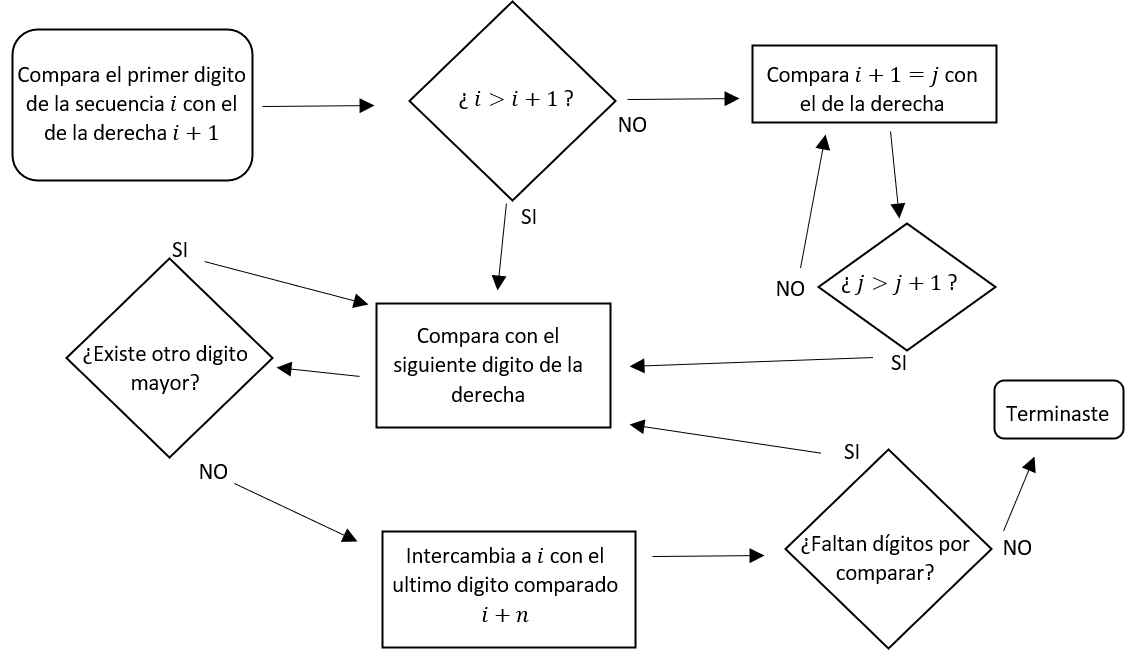 Compara el primer digito
de la secuencia i con el
de la derecha i + 1
¿ i > i + 1 ?
NO
SI
Compara i + 1 = j con
el de la derecha
NO
¿ j > j + 1 ?
SI
SI
¿Existe otro digito
mayor?
NO
Compara con el
siguiente digito de la
derecha
Intercambia a i con el
ultimo digito comparado
i + n
SI
¿Faltan dígitos por
comparar?
NO
Terminaste